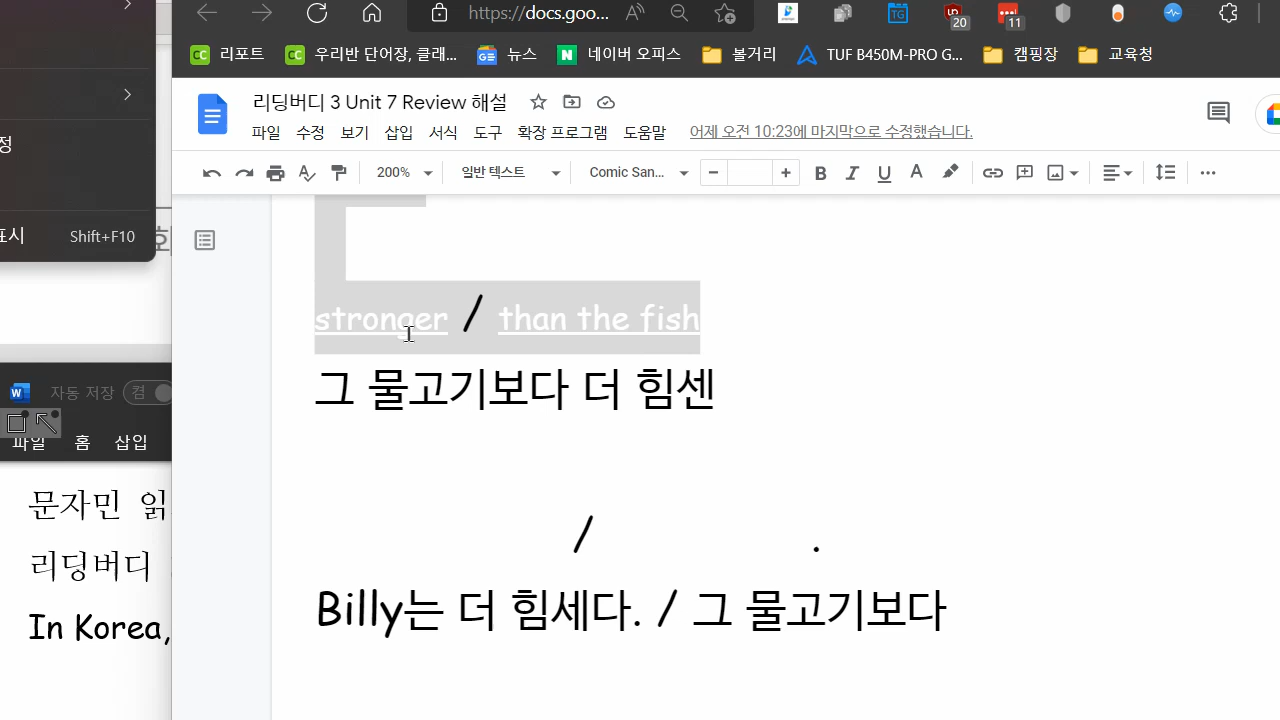 https://docs.goo...
20
11
리포트
우리반 단어장, 클래...
뉴스
네이버 오피스
볼거리
TUF B450M-PRO G...
캠핑장
교육청
리딩버디 3 Unit 7 Review 해설
파일 수정 보기 삽입 서식 도구 확장 프로그램 도움말 어제 오전 10:23에 마지막으로 수정했습니다.
200% 일반 텍스트 Comic San...
정
표시 Shift+F10
stronger / than the fish
그 물고기보다 더 힘센
/ .
Billy는 더 힘세다. / 그 물고기보다
자동 저장 켬
파일 홈 삽입
문자민 읽
리딩버디
In Korea,